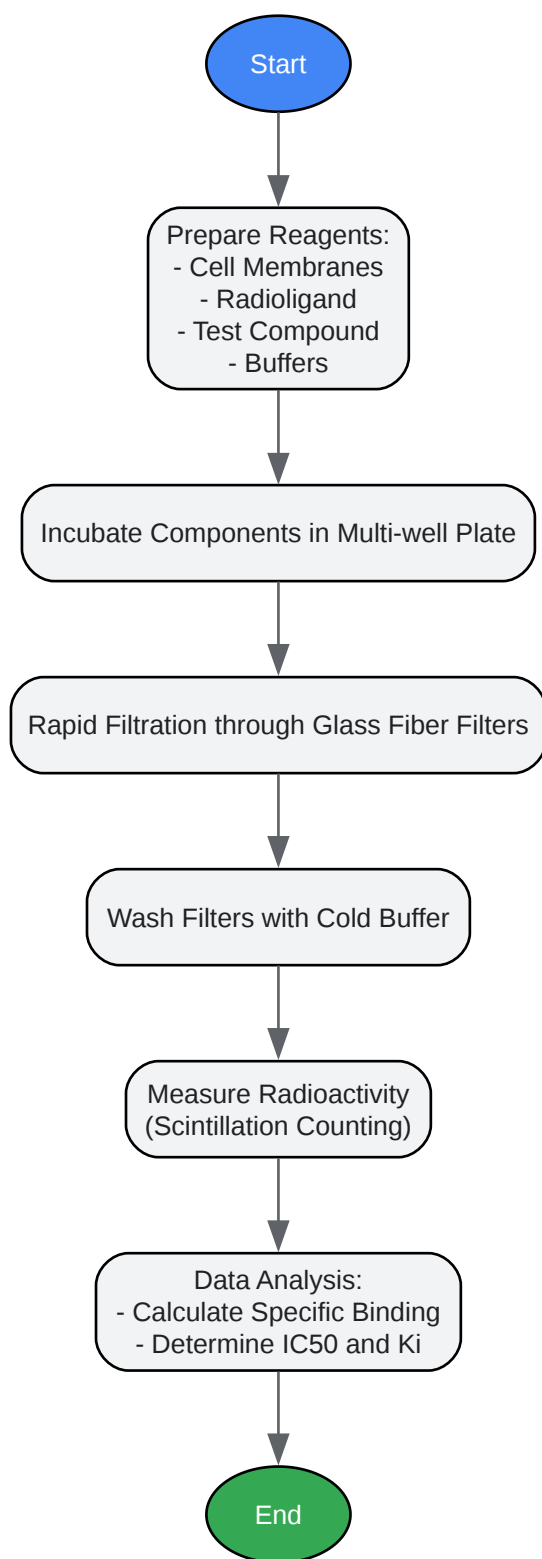 Start
Prepare Reagents:
- Cell Membranes
- Radioligand
- Test Compound
- Buffers
Incubate Components in Multi-well Plate
Rapid Filtration through Glass Fiber Filters
Wash Filters with Cold Buffer
Measure Radioactivity
(Scintillation Counting)
Data Analysis:
- Calculate Specific Binding
- Determine IC50 and Ki
End